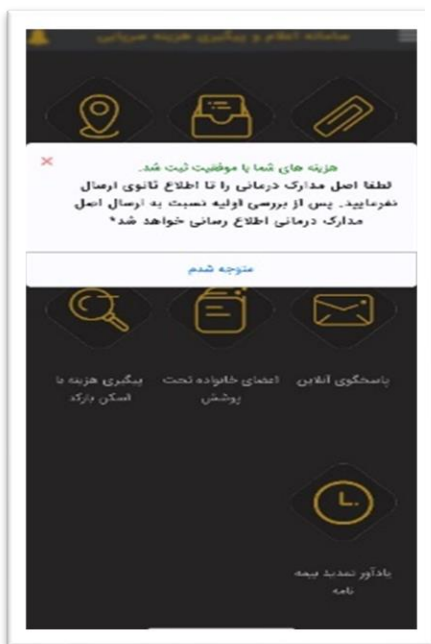 سامانه اعلام و پیگیری هزینه سرپایی
هزینه های شما با موفقیت ثبت شد.
لطفا اصل مدارک درمانی را تا اطلاع ثانوی ارسال
نفرمایید. پس از بررسی اولیه نسبت به ارسال اصل
مدارک درمانی اطلاع رسانی خواهد شد*
متوجه شدم
پاسخگوی آنلاین
اعضای خانواده تحت
پوشش
پیگیری هزینه با
اسکن بارکد
یادآور تمدید بیمه
نامه